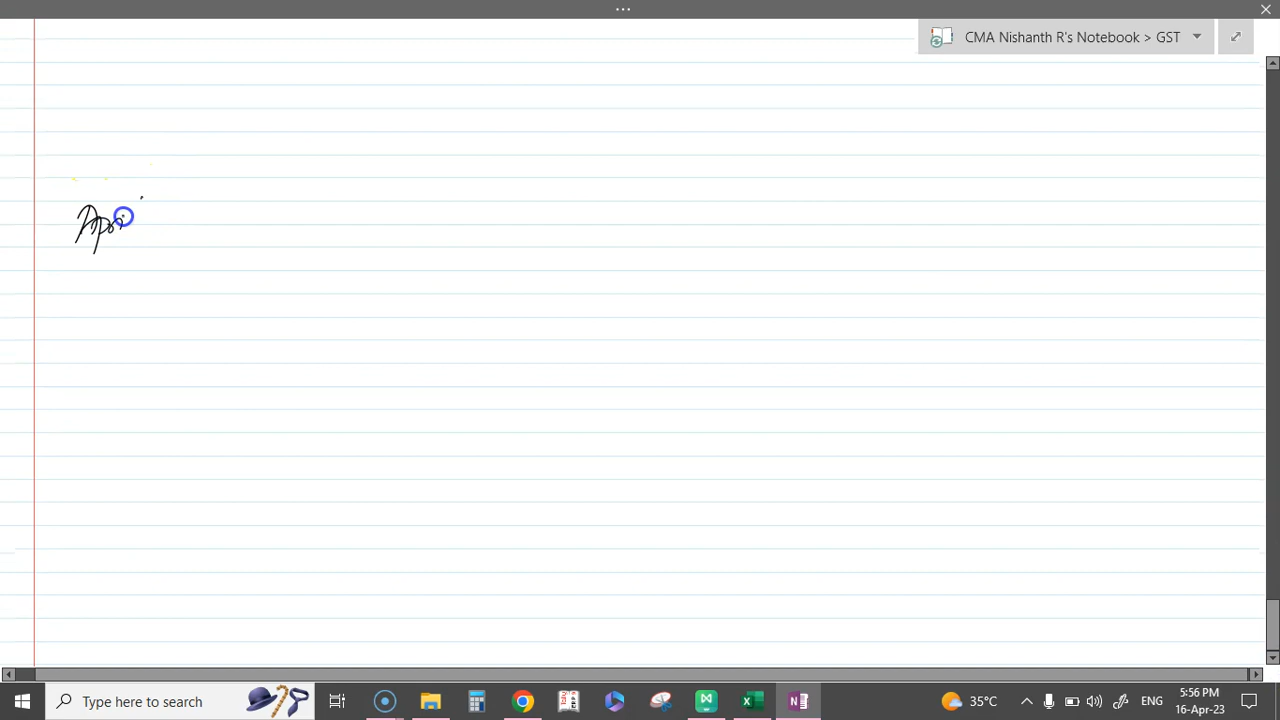 CMA Nishanth R's Notebook > GST
Type here to search
35°C
ENG
5:56 PM
16-Apr-23